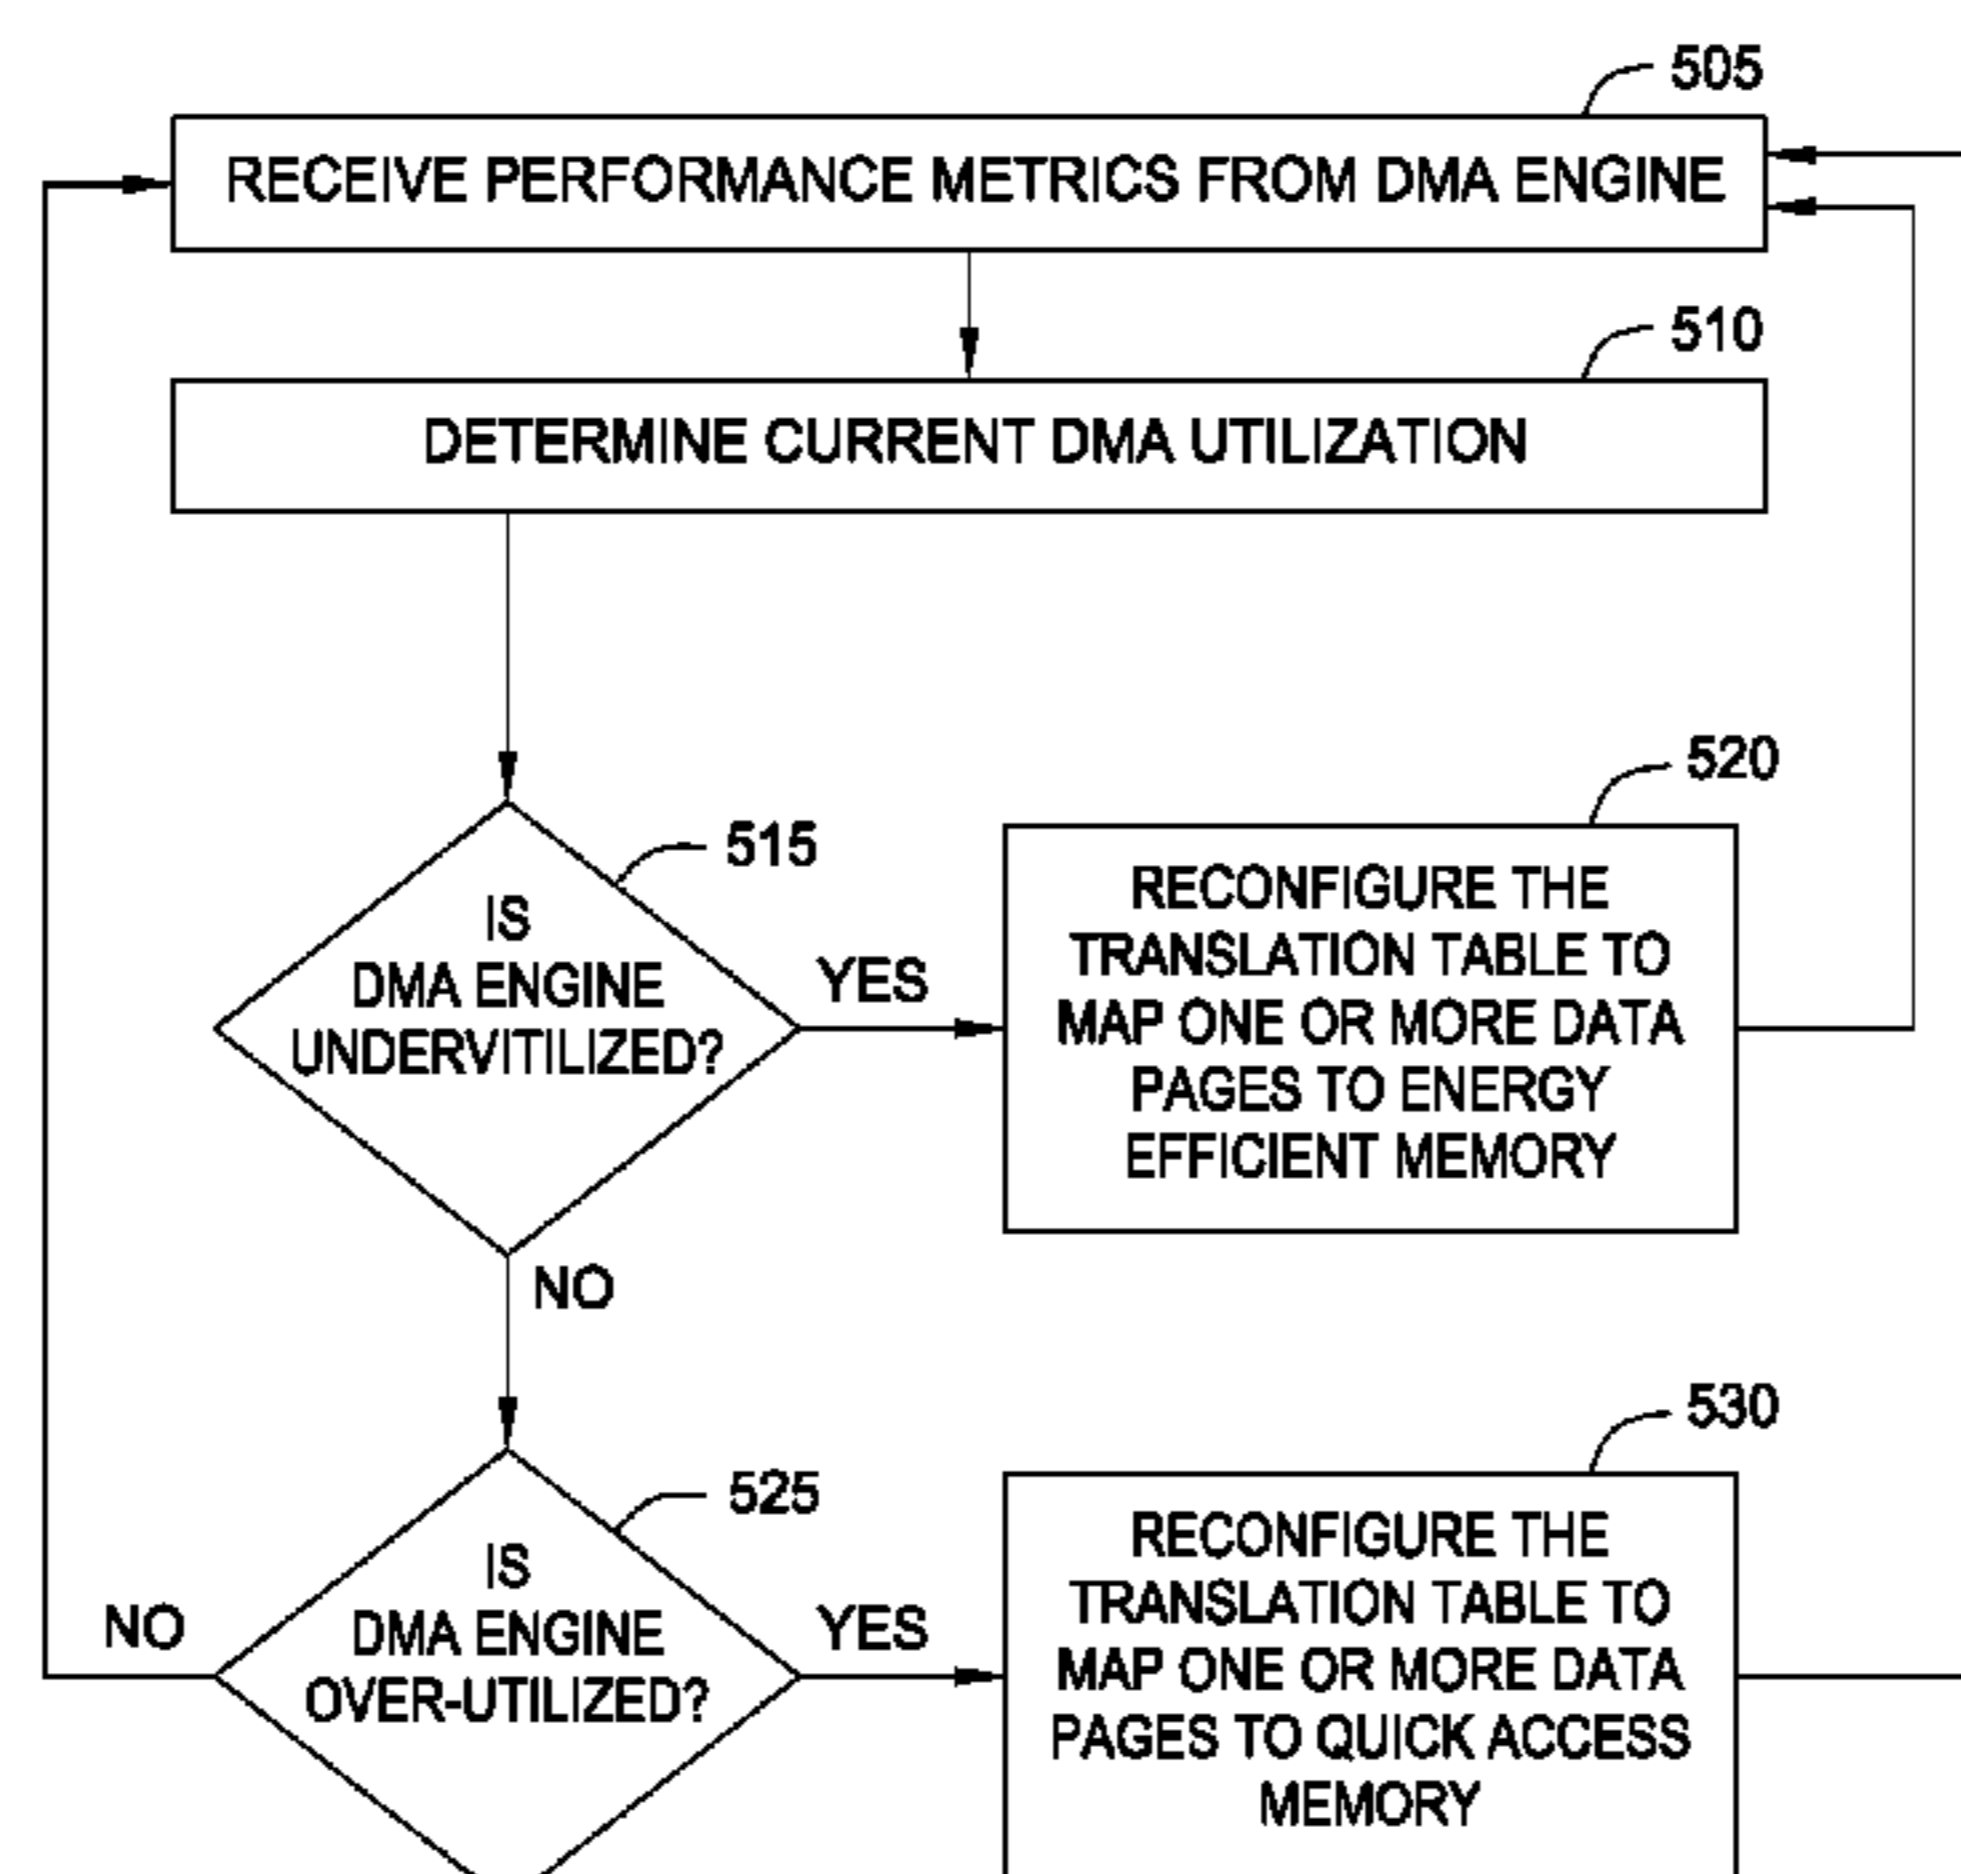 505
RECEIVE PERFORMANCE METRICS FROM DMA ENGINE
510
DETERMINE CURRENT DMA UTILIZATION
515
IS
DMA ENGINE
UNDERVITILIZED?
YES
NO
520
RECONFIGURE THE
TRANSLATION TABLE TO
MAP ONE OR MORE DATA
PAGES TO ENERGY
EFFICIENT MEMORY
525
IS
DMA ENGINE
OVER-UTILIZED?
NO
YES
530
RECONFIGURE THE
TRANSLATION TABLE TO
MAP ONE OR MORE DATA
PAGES TO QUICK ACCESS
MEMORY